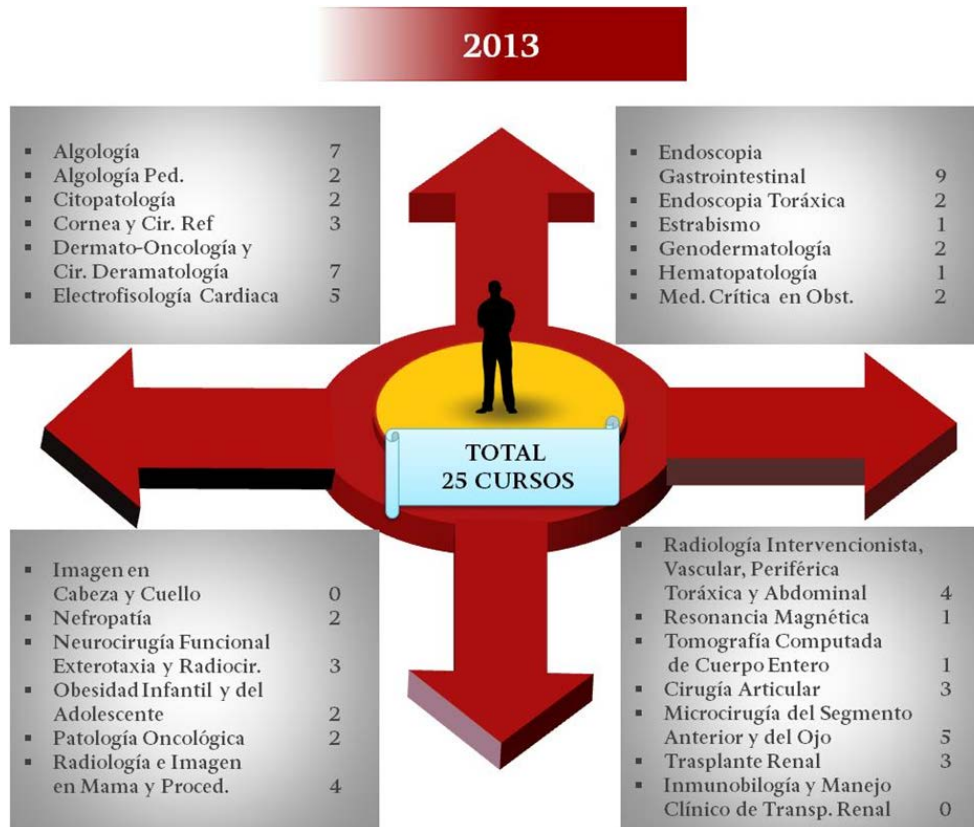 2013
▪ Algología 7
▪ Algología Ped. 2
▪ Citopatología 2
▪ Cornea y Cir. Ref 3
▪ Dermato-Oncología y
Cir. Deramatología 7
▪ Electrofisología Cardiaca 5
▪ Endoscopia
Gastrointestinal 9
▪ Endoscopia Toráxica 2
▪ Estrabismo 1
▪ Genodermatología 2
▪ Hematopatología 1
▪ Med. Crítica en Obst. 2
TOTAL
25 CURSOS
▪ Imagen en
Cabeza y Cuello 0
▪ Nefropatía 2
▪ Neurocirugía Funcional
Exterotaxia y Radiocir. 3
▪ Obesidad Infantil y del
Adolescente 2
▪ Patología Oncológica 2
▪ Radiología e Imagen
en Mama y Proced. 4
▪ Radiología Intervencionista,
Vascular, Periférica
Toráxica y Abdominal 4
▪ Resonancia Magnética 1
▪ Tomografía Computada
de Cuerpo Entero 1
▪ Cirugía Articular 3
▪ Microcirugía del Segmento
Anterior y del Ojo 5
▪ Trasplante Renal 3
▪ Inmunobilogía y Manejo
Clínico de Transp. Renal 0